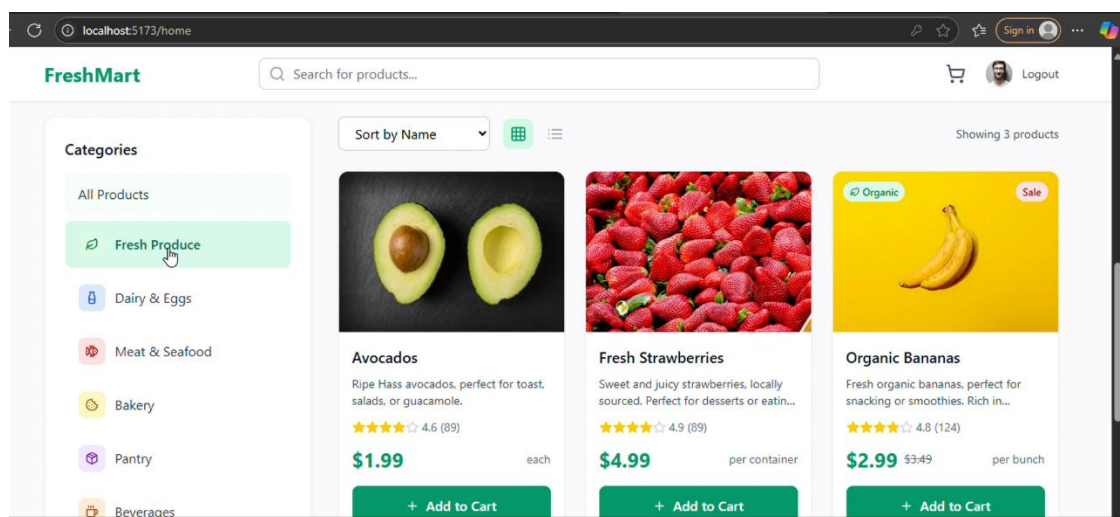 localhost:5173/home
Sign in
FreshMart
Search for products...
Logout
Categories
All Products
Fresh Produce
Dairy & Eggs
Meat & Seafood
Bakery
Pantry
Beverages
Sort by Name
Showing 3 products
Avocados
Ripe Hass avocados, perfect for toast,
salads, or guacamole.
4.6 (89)
$1.99 each
+ Add to Cart
Fresh Strawberries
Sweet and juicy strawberries, locally
sourced. Perfect for desserts or eatin...
4.9 (89)
$4.99 per container
+ Add to Cart
Organic
Sale
Organic Bananas
Fresh organic bananas, perfect for
snacking or smoothies. Rich in...
4.8 (124)
$2.99 $3.49 per bunch
+ Add to Cart